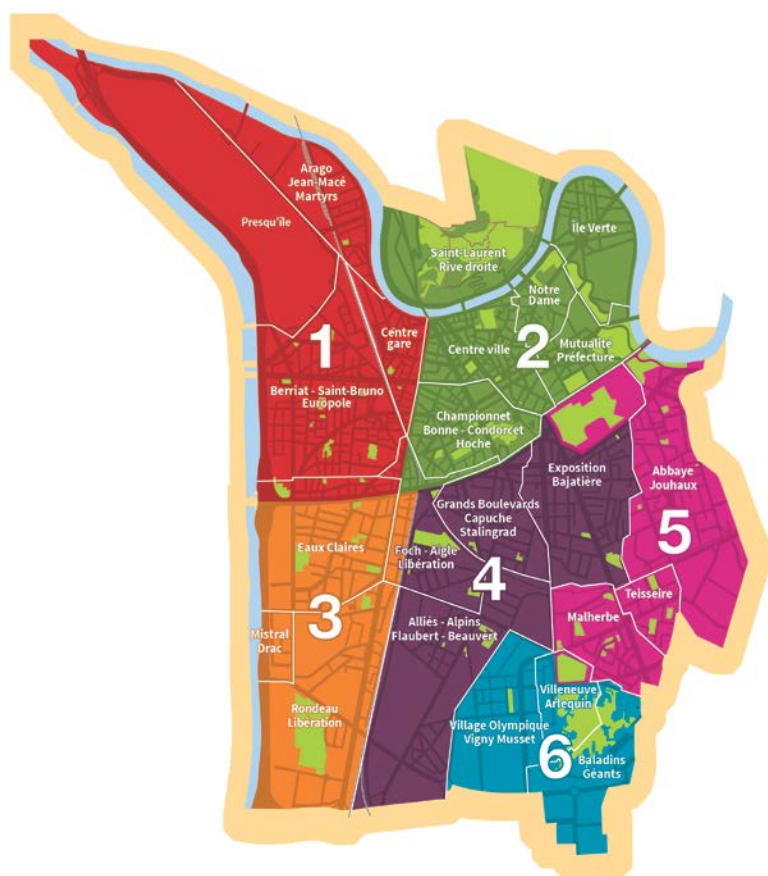 Arago
Jean-Macé
Martyrs
Presqu'île
Centre
gare
1
Berriat - Saint-Bruno
Europole
Saint-Laurent
Rive droite
Île Verte
Notre
Dame
Centre ville
2
Mutualité
Préfecture
Championnet
Bonne - Condorcet
Hoche
Eaux Claires
3
Mistral
Drac
Rondeau
Libération
Exposition
Bajatière
Grands Boulevards
Capuche
Stalingrad
Foch - Aigle
Libération
4
Alliés - Alpins
Flaubert - Beauvert
Abbaye
Jouhaux
5
Teisseire
Malherbe
Villeneuve
Arlequin
Village Olympique
Vigny Musset
6
Baladins
Géants